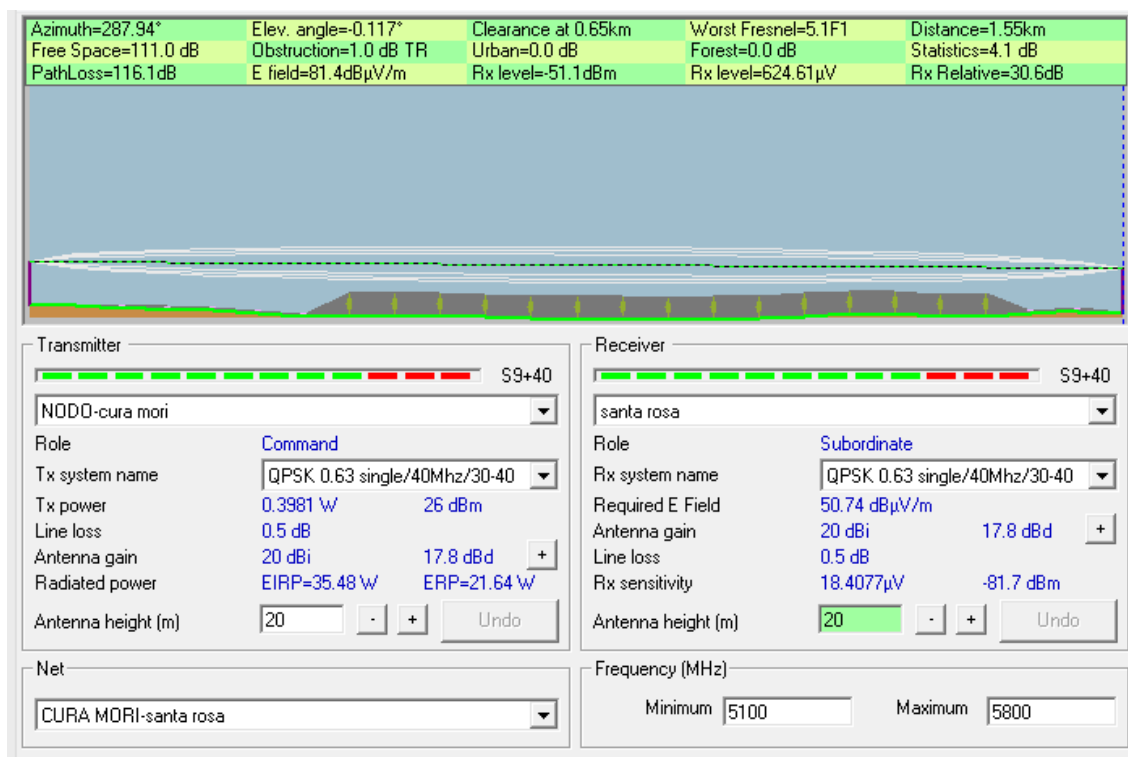 Azimuth=287.94° Elev. angle=-0.117° Clearance at 0.65km Worst Fresnel=5.1F1 Distance=1.55km
Free Space=111.0 dB Obstruction=1.0 dB TR Urban=0.0 dB Forest=0.0 dB Statistics=4.1 dB
PathLoss=116.1dB E field=81.4dBµV/m Rx level=-51.1dBm Rx level=624.61µV Rx Relative=30.6dB
Transmitter
S9+40
NODO-cura mori
Role Command
Tx system name QPSK 0.63 single/40Mhz/30-40
Tx power 0.3981 W 26 dBm
Line loss 0.5 dB
Antenna gain 20 dBi 17.8 dBd +
Radiated power EIRP=35.48 W ERP=21.64 W
Antenna height (m) 20 - + Undo
Receiver
S9+40
santa rosa
Role Subordinate
Rx system name QPSK 0.63 single/40Mhz/30-40
Required E Field 50.74 dBµV/m
Antenna gain 20 dBi 17.8 dBd +
Line loss 0.5 dB
Rx sensitivity 18.4077µV -81.7 dBm
Antenna height (m) 20 - + Undo
Net
CURA MORI-santa rosa
Frequency (MHz)
Minimum 5100 Maximum 5800